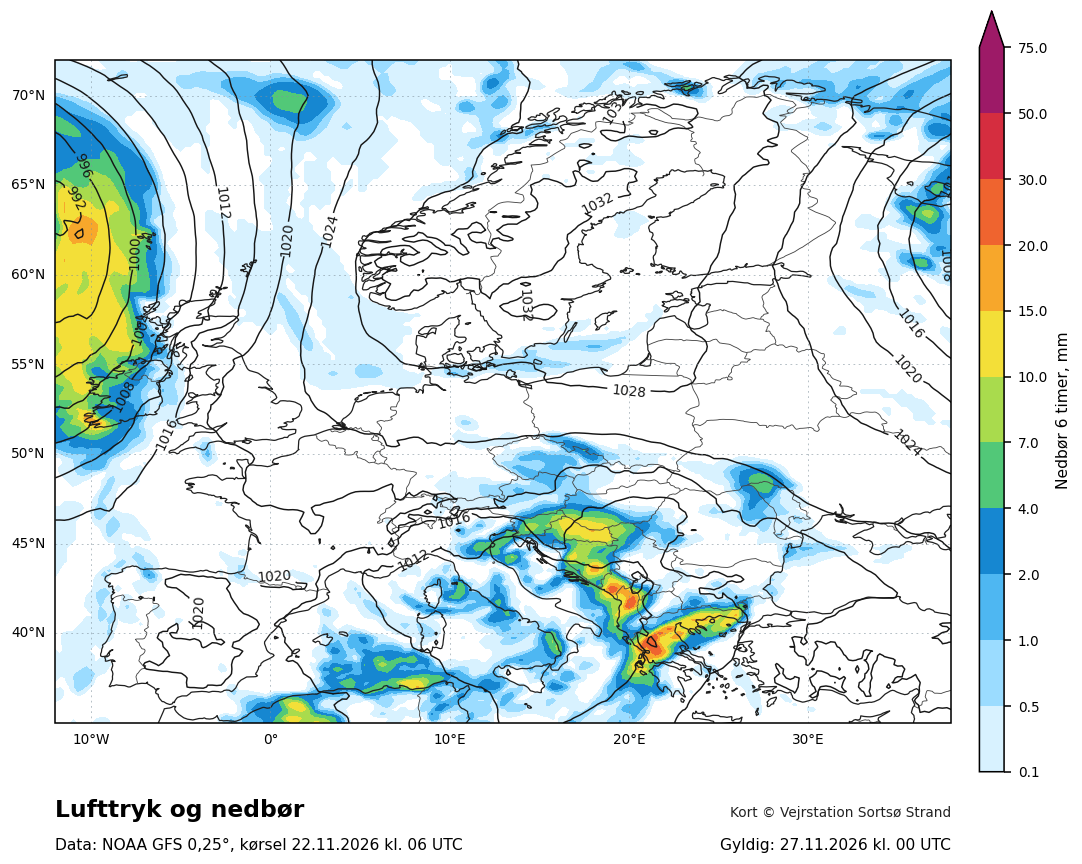 75.0
50.0
30.0
20.0
15.0
10.0
7.0
4.0
2.0
1.0
0.5
0.1
Nedbør 6 timer, mm
70°N
65°N
60°N
55°N
50°N
45°N
40°N
10°W
0°
10°E
20°E
30°E
996
992
1000
1004
1008
1012
1016
1020
1024
1032
1032
1028
1008
1016
1020
1024
1016
1012
1020
1020
Lufttryk og nedbør
Kort © Vejrstation Sortsø Strand
Data: NOAA GFS 0,25°, kørsel 22.11.2026 kl. 06 UTC
Gyldig: 27.11.2026 kl. 00 UTC